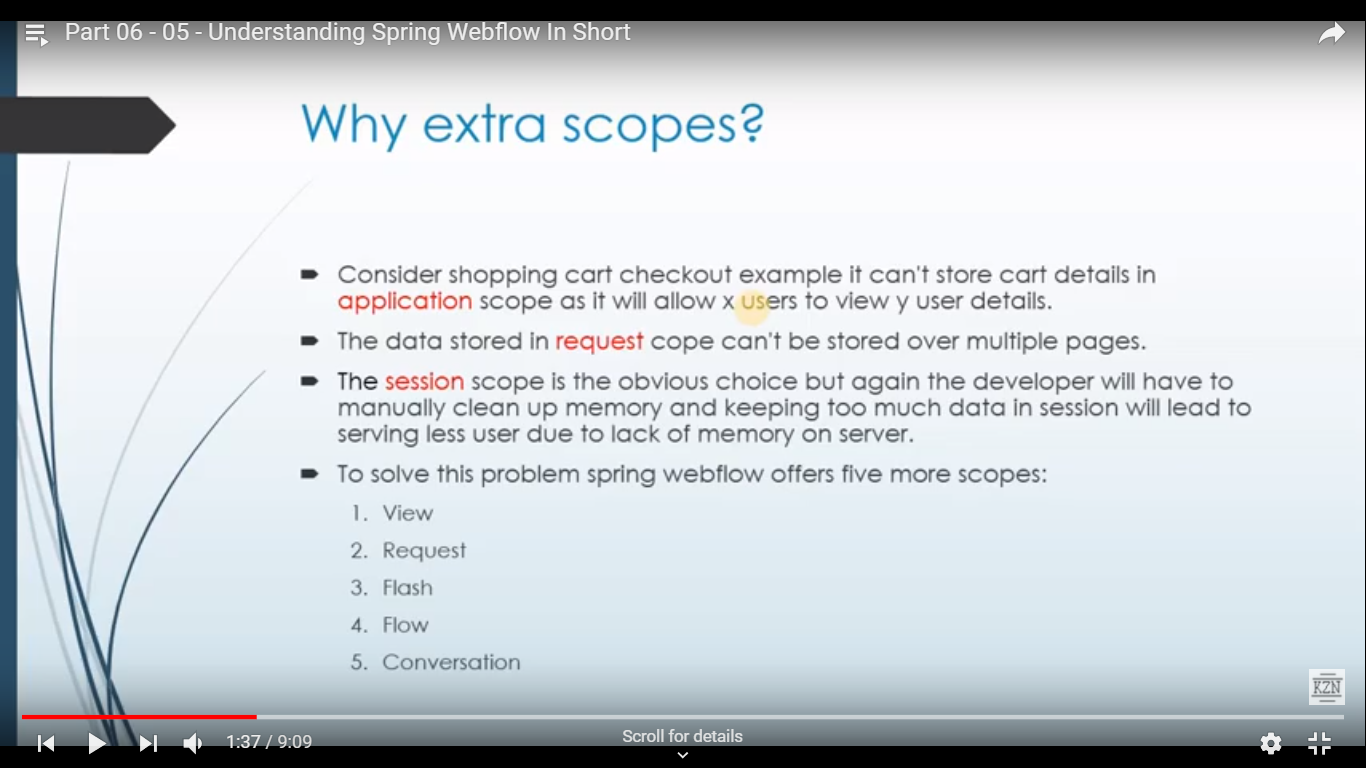 Part 06 - 05 - Understanding Spring Webflow In Short
Why extra scopes?
Consider shopping cart checkout example it can't store cart details in
application scope as it will allow x users to view y user details.
The data stored in request cope can't be stored over multiple pages.
The session scope is the obvious choice but again the developer will have to
manually clean up memory and keeping too much data in session will lead to
serving less user due to lack of memory on server.
To solve this problem spring webflow offers five more scopes:
1. View
2. Request
3. Flash
4. Flow
5. Conversation
KZN
1:37 / 9:09
Scroll for details